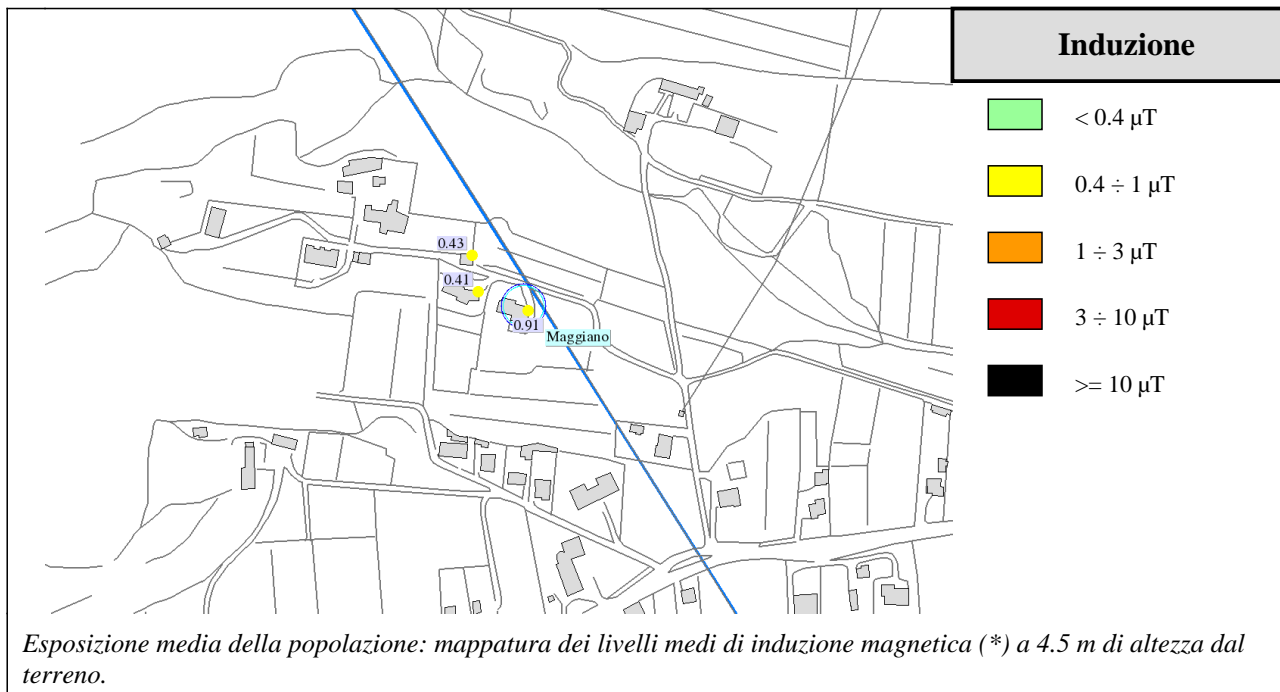 Induzione
< 0.4 µT
0.4 ÷ 1 µT
1 ÷ 3 µT
3 ÷ 10 µT
>= 10 µT
0.43
0.41
0.91
Maggiano
Esposizione media della popolazione: mappatura dei livelli medi di induzione magnetica (*) a 4.5 m di altezza dal
terreno.